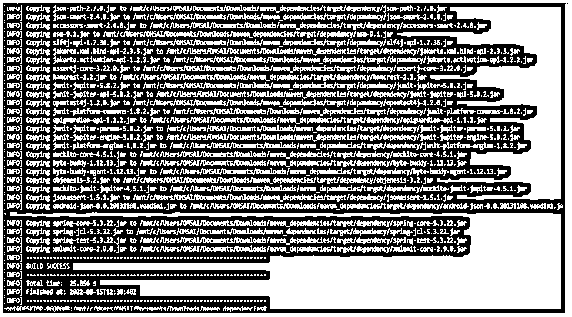 [INFO] Copying json-path-2.7.0.jar to /mnt/c/Users/OMSAI/Documents/Downloads/maven_dependencies/target/dependency/json-path-2.7.0.jar
[INFO] Copying json-smart-2.4.8.jar to /mnt/c/Users/OMSAI/Documents/Downloads/maven_dependencies/target/dependency/json-smart-2.4.8.jar
[INFO] Copying accessors-smart-2.4.8.jar to /mnt/c/Users/OMSAI/Documents/Downloads/maven_dependencies/target/dependency/accessors-smart-2.4.8.jar
[INFO] Copying asm-9.1.jar to /mnt/c/Users/OMSAI/Documents/Downloads/maven_dependencies/target/dependency/asm-9.1.jar
[INFO] Copying slf4j-api-1.7.36.jar to /mnt/c/Users/OMSAI/Documents/Downloads/maven_dependencies/target/dependency/slf4j-api-1.7.36.jar
[INFO] Copying jakarta.xml.bind-api-2.3.3.jar to /mnt/c/Users/OMSAI/Documents/Downloads/maven_dependencies/target/dependency/jakarta.xml.bind-api-2.3.3.jar
[INFO] Copying jakarta.activation-api-1.2.2.jar to /mnt/c/Users/OMSAI/Documents/Downloads/maven_dependencies/target/dependency/jakarta.activation-api-1.2.2.jar
[INFO] Copying assertj-core-3.22.0.jar to /mnt/c/Users/OMSAI/Documents/Downloads/maven_dependencies/target/dependency/assertj-core-3.22.0.jar
[INFO] Copying hamcrest-2.2.jar to /mnt/c/Users/OMSAI/Documents/Downloads/maven_dependencies/target/dependency/hamcrest-2.2.jar
[INFO] Copying junit-jupiter-5.8.2.jar to /mnt/c/Users/OMSAI/Documents/Downloads/maven_dependencies/target/dependency/junit-jupiter-5.8.2.jar
[INFO] Copying junit-jupiter-api-5.8.2.jar to /mnt/c/Users/OMSAI/Documents/Downloads/maven_dependencies/target/dependency/junit-jupiter-api-5.8.2.jar
[INFO] Copying opentest4j-1.2.0.jar to /mnt/c/Users/OMSAI/Documents/Downloads/maven_dependencies/target/dependency/opentest4j-1.2.0.jar
[INFO] Copying junit-platform-commons-1.8.2.jar to /mnt/c/Users/OMSAI/Documents/Downloads/maven_dependencies/target/dependency/junit-platform-commons-1.8.2.jar
[INFO] Copying apiguardian-api-1.1.2.jar to /mnt/c/Users/OMSAI/Documents/Downloads/maven_dependencies/target/dependency/apiguardian-api-1.1.2.jar
[INFO] Copying junit-jupiter-params-5.8.2.jar to /mnt/c/Users/OMSAI/Documents/Downloads/maven_dependencies/target/dependency/junit-jupiter-params-5.8.2.jar
[INFO] Copying junit-jupiter-engine-5.8.2.jar to /mnt/c/Users/OMSAI/Documents/Downloads/maven_dependencies/target/dependency/junit-jupiter-engine-5.8.2.jar
[INFO] Copying junit-platform-engine-1.8.2.jar to /mnt/c/Users/OMSAI/Documents/Downloads/maven_dependencies/target/dependency/junit-platform-engine-1.8.2.jar
[INFO] Copying mockito-core-4.5.1.jar to /mnt/c/Users/OMSAI/Documents/Downloads/maven_dependencies/target/dependency/mockito-core-4.5.1.jar
[INFO] Copying byte-buddy-1.12.13.jar to /mnt/c/Users/OMSAI/Documents/Downloads/maven_dependencies/target/dependency/byte-buddy-1.12.13.jar
[INFO] Copying byte-buddy-agent-1.12.13.jar to /mnt/c/Users/OMSAI/Documents/Downloads/maven_dependencies/target/dependency/byte-buddy-agent-1.12.13.jar
[INFO] Copying objenesis-3.2.jar to /mnt/c/Users/OMSAI/Documents/Downloads/maven_dependencies/target/dependency/objenesis-3.2.jar
[INFO] Copying mockito-junit-jupiter-4.5.1.jar to /mnt/c/Users/OMSAI/Documents/Downloads/maven_dependencies/target/dependency/mockito-junit-jupiter-4.5.1.jar
[INFO] Copying jsonassert-1.5.1.jar to /mnt/c/Users/OMSAI/Documents/Downloads/maven_dependencies/target/dependency/jsonassert-1.5.1.jar
[INFO] Copying android-json-0.0.20131108.vaadin1.jar to /mnt/c/Users/OMSAI/Documents/Downloads/maven_dependencies/target/dependency/android-json-0.0.20131108.vaadin1.ja
[INFO] Copying spring-core-5.3.22.jar to /mnt/c/Users/OMSAI/Documents/Downloads/maven_dependencies/target/dependency/spring-core-5.3.22.jar
[INFO] Copying spring-jcl-5.3.22.jar to /mnt/c/Users/OMSAI/Documents/Downloads/maven_dependencies/target/dependency/spring-jcl-5.3.22.jar
[INFO] Copying spring-test-5.3.22.jar to /mnt/c/Users/OMSAI/Documents/Downloads/maven_dependencies/target/dependency/spring-test-5.3.22.jar
[INFO] Copying xmlunit-core-2.9.0.jar to /mnt/c/Users/OMSAI/Documents/Downloads/maven_dependencies/target/dependency/xmlunit-core-2.9.0.jar
[INFO] ------------------------------------------------------------------------
[INFO] BUILD SUCCESS
[INFO] ------------------------------------------------------------------------
[INFO] Total time: 25.856 s
[INFO] Finished at:
[INFO] ------------------------------------------------------------------------